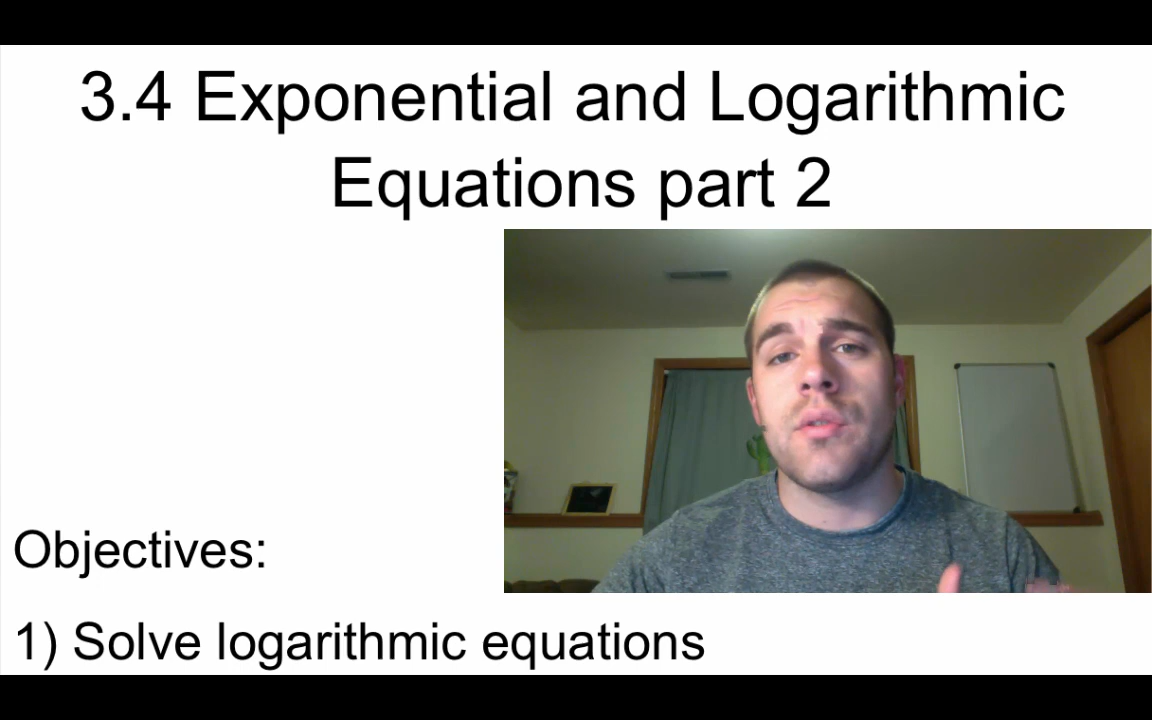 3.4 Exponential and Logarithmic
Equations part 2
Objectives:
1) Solve logarithmic equations